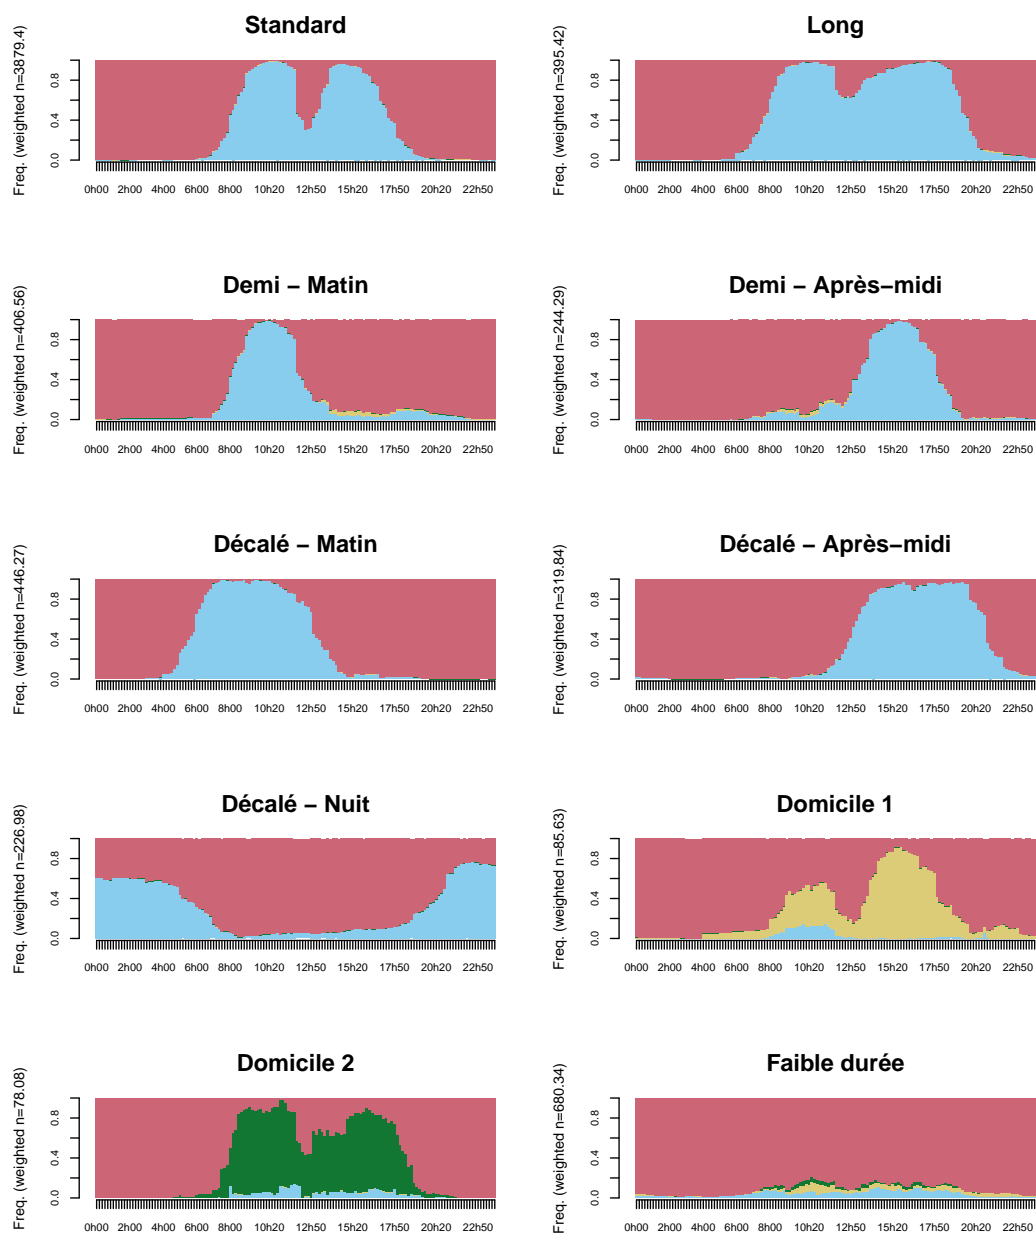 Standard
Freq. (weighted n=3879.4)
0.0 0.4 0.8
0h00 2h00 4h00 6h00 8h00 10h20 12h50 15h20 17h50 20h20 22h50
Long
Freq. (weighted n=395.42)
0.0 0.4 0.8
0h00 2h00 4h00 6h00 8h00 10h20 12h50 15h20 17h50 20h20 22h50
Demi − Matin
Freq. (weighted n=406.56)
0.0 0.4 0.8
0h00 2h00 4h00 6h00 8h00 10h20 12h50 15h20 17h50 20h20 22h50
Demi − Après−midi
Freq. (weighted n=244.29)
0.0 0.4 0.8
0h00 2h00 4h00 6h00 8h00 10h20 12h50 15h20 17h50 20h20 22h50
Décalé − Matin
Freq. (weighted n=446.27)
0.0 0.4 0.8
0h00 2h00 4h00 6h00 8h00 10h20 12h50 15h20 17h50 20h20 22h50
Décalé − Après−midi
Freq. (weighted n=319.84)
0.0 0.4 0.8
0h00 2h00 4h00 6h00 8h00 10h20 12h50 15h20 17h50 20h20 22h50
Décalé − Nuit
Freq. (weighted n=226.98)
0.0 0.4 0.8
0h00 2h00 4h00 6h00 8h00 10h20 12h50 15h20 17h50 20h20 22h50
Domicile 1
Freq. (weighted n=85.63)
0.0 0.4 0.8
0h00 2h00 4h00 6h00 8h00 10h20 12h50 15h20 17h50 20h20 22h50
Domicile 2
Freq. (weighted n=78.08)
0.0 0.4 0.8
0h00 2h00 4h00 6h00 8h00 10h20 12h50 15h20 17h50 20h20 22h50
Faible durée
Freq. (weighted n=680.34)
0.0 0.4 0.8
0h00 2h00 4h00 6h00 8h00 10h20 12h50 15h20 17h50 20h20 22h50